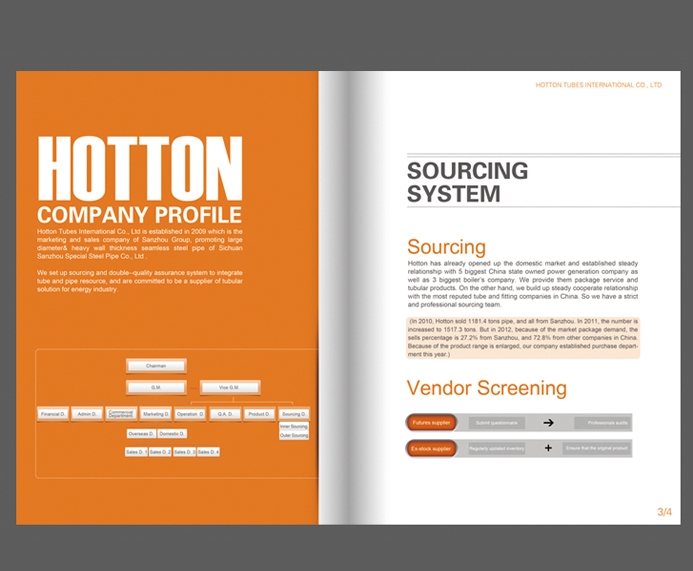 HOTTON
COMPANY PROFILE
Hotton Tubes International Co., Ltd is established in 2009 which is the
marketing and sales company of Sanzhou Group, promoting large
diameter& heavy wall thickness seamless steel pipe of Sichuan
Sanzhou Special Steel Pipe Co., Ltd .
We set up sourcing and double--quality assurance system to integrate
tube and pipe resource, and are committed to be a supplier of tubular
solution for energy industry.
Chairman
G.M.
Vice G.M.
Financial D.
Admin D.
Commercial
Department
Marketing D.
Operation D.
Q.A. D.
Product D.
Sourcing D.
Overseas D.
Domestic D.
Inner Sourcing
Outer Sourcing
Sales D. 1
Sales D. 2
Sales D. 3
Sales D. 4
HOTTON TUBES INTERNATIONAL CO., LTD
SOURCING
SYSTEM
Sourcing
Hotton has already opened up the domestic market and established steady
relationship with 5 biggest China state owned power generation company as
well as 3 biggest boiler's company. We provide them package service and
tubular products. On the other hand, we build up steady cooperate relationship
with the most reputed tube and fitting companies in China. So we have a strict
and professional sourcing team.
(In 2010, Hotton sold 1181.4 tons pipe, and all from Sanzhou. In 2011, the number is
increased to 1517.3 tons. But in 2012, because of the market package demand, the
sells percentage is 27.2% from Sanzhou, and 72.8% from other companies in China.
Because of the product range is enlarged, our company established purchase depart-
ment this year.)
Vendor Screening
Futures supplier
Submit questionnaire
Professionals audits
Ex-stock supplier
Regularly updated inventory
+
Ensure that the original product
3/4